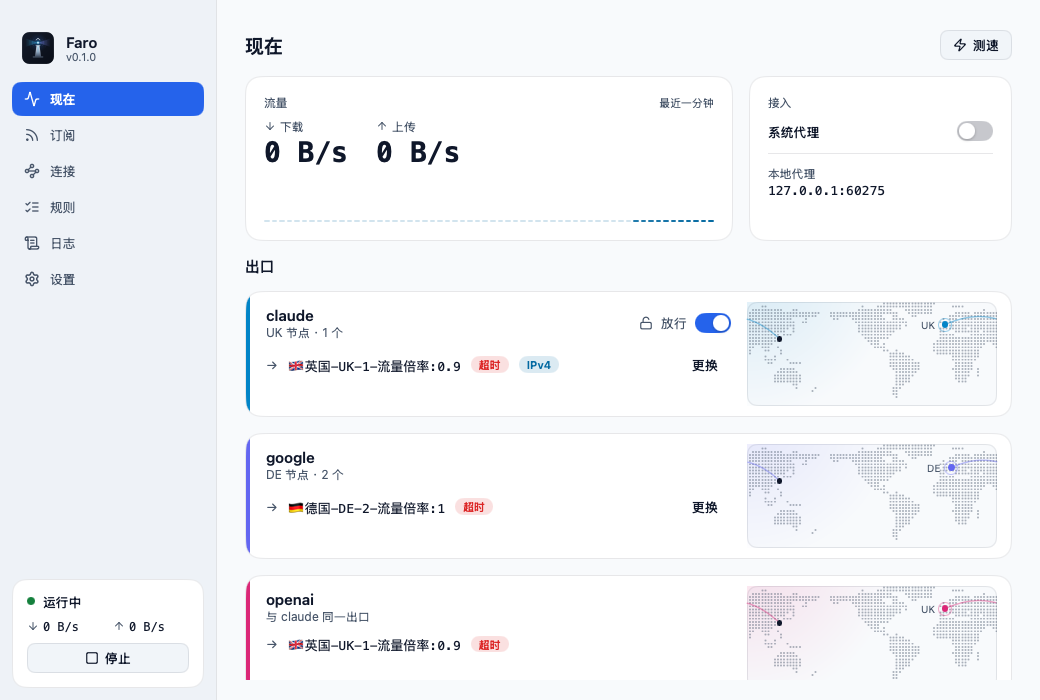 Faro
v0.1.0
现在
订阅
连接
规则
日志
设置
运行中
↓ 0 B/s ↑ 0 B/s
停止
现在
测速
流量 最近一分钟
↓ 下载 ↑ 上传
0 B/s 0 B/s
接入
系统代理
本地代理
127.0.0.1:60275
出口
claude
UK 节点 · 1 个
放行
→ 🇬🇧英国-UK-1-流量倍率:0.9 超时 IPv4 更换
UK
google
DE 节点 · 2 个
→ 🇩🇪德国-DE-2-流量倍率:1 超时 更换
DE
openai
与 claude 同一出口
→ 🇬🇧英国-UK-1-流量倍率:0.9 超时
UK